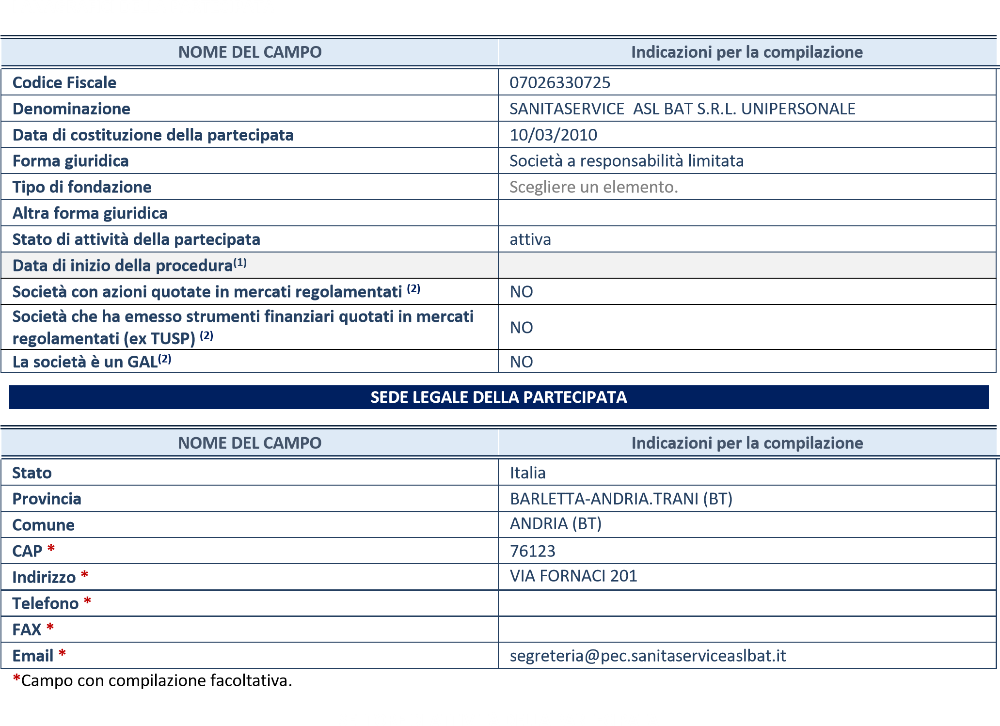 NOME DEL CAMPO Indicazioni per la compilazione
Codice Fiscale 07026330725
Denominazione SANITASERVICE  ASL BAT S.R.L. UNIPERSONALE
Data di costituzione della partecipata 10/03/2010
Forma giuridica Società a responsabilità limitata
Tipo di fondazione Scegliere un elemento.
Altra forma giuridica
Stato di attività della partecipata attiva
Data di inizio della procedura(1)
Società con azioni quotate in mercati regolamentati (2) NO
Società che ha emesso strumenti finanziari quotati in mercati
regolamentati (ex TUSP) (2) NO
La società è un GAL(2) NO
SEDE LEGALE DELLA PARTECIPATA
NOME DEL CAMPO Indicazioni per la compilazione
Stato Italia
Provincia BARLETTA-ANDRIA.TRANI (BT)
Comune ANDRIA (BT)
CAP * 76123
Indirizzo * VIA FORNACI 201
Telefono *
FAX *
Email * segreteria@pec.sanitaserviceaslbat.it
*Campo con compilazione facoltativa.